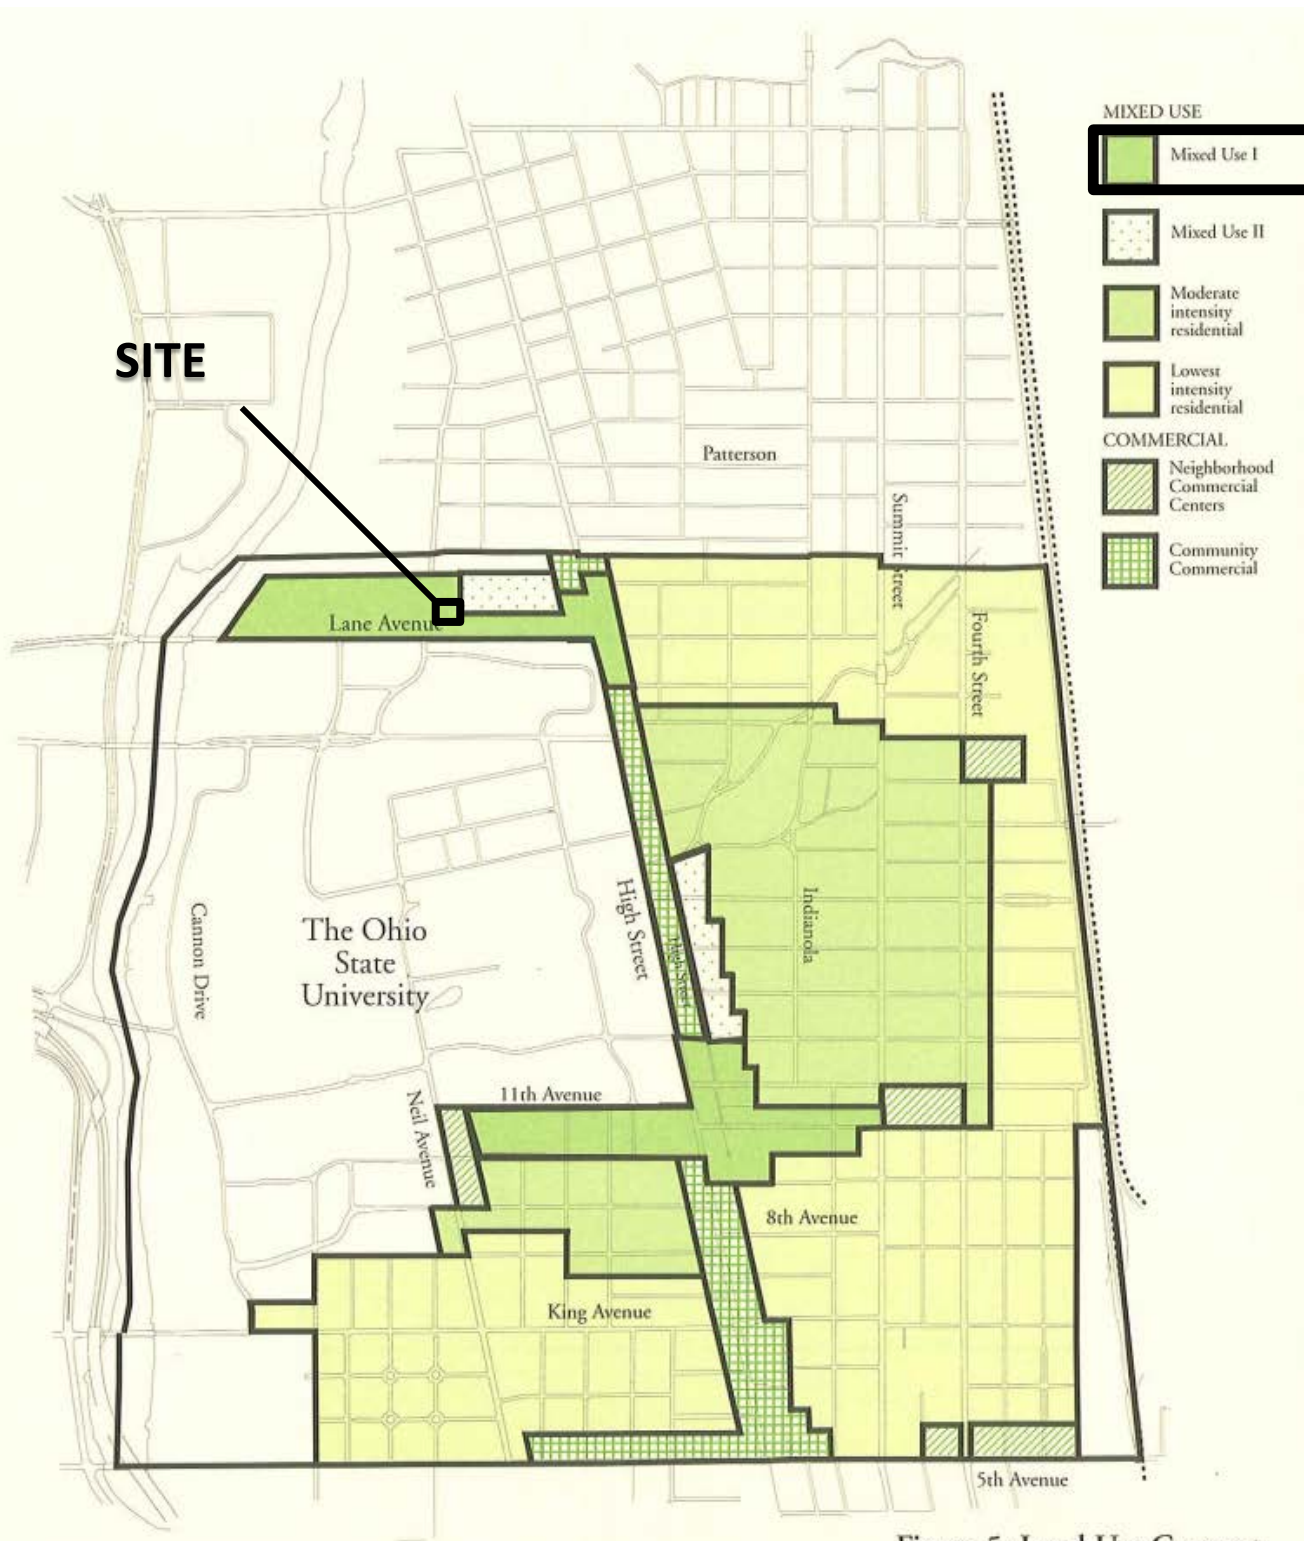 MIXED USE
Mixed Use I
Mixed Use II
Moderate
intensity
residential
SITE
Lowest
intensity
residential
COMMERCIAL
Patterson
Neighborhood
Commercial
Centers
Summit Street
Community
Commercial
Lane Avenue
Fourth Street
High Street
Indianola
Cannon Drive
The Ohio
State
University
High Street
11th Avenue
Neil Avenue
8th Avenue
King Avenue
5th Avenue